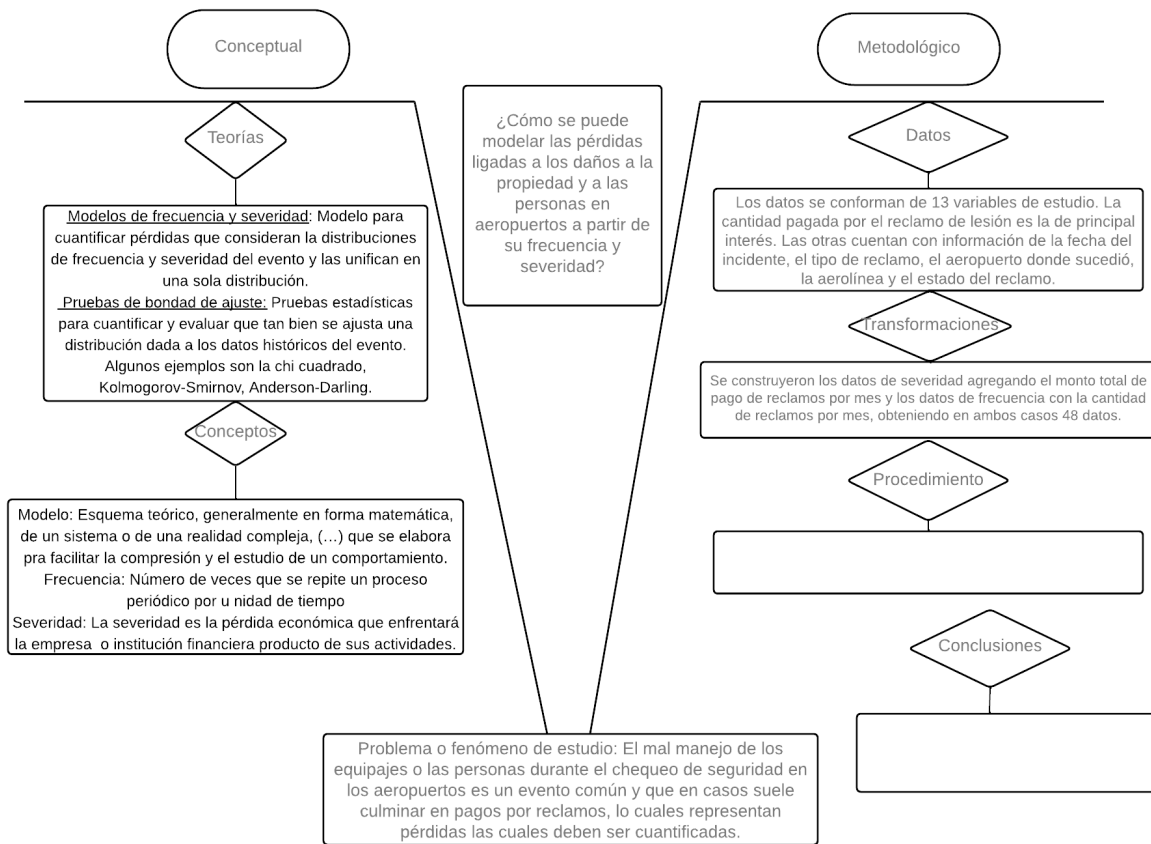 Conceptual
Teorías
Modelos de frecuencia y severidad: Modelo para
cuantificar pérdidas que consideran la distribuciones
de frecuencia y severidad del evento y las unifican en
una sola distribución.
Pruebas de bondad de ajuste: Pruebas estadísticas
para cuantificar y evaluar que tan bien se ajusta una
distribución dada a los datos históricos del evento.
Algunos ejemplos son la chi cuadrado,
Kolmogorov-Smirnov, Anderson-Darling.
Conceptos
Modelo: Esquema teórico, generalmente en forma matemática,
de un sistema o de una realidad compleja, (…) que se elabora
pra facilitar la compresión y el estudio de un comportamiento.
Frecuencia: Número de veces que se repite un proceso
periódico por u nidad de tiempo
Severidad: La severidad es la pérdida económica que enfrentará
la empresa o institución financiera producto de sus actividades.
¿Cómo se puede
modelar las pérdidas
ligadas a los daños a la
propiedad y a las
personas en
aeropuertos a partir de
su frecuencia y
severidad?
Metodológico
Datos
Los datos se conforman de 13 variables de estudio. La
cantidad pagada por el reclamo de lesión es la de principal
interés. Las otras cuentan con información de la fecha del
incidente, el tipo de reclamo, el aeropuerto donde sucedió,
la aerolínea y el estado del reclamo.
Transformaciones
Se construyeron los datos de severidad agregando el monto total de
pago de reclamos por mes y los datos de frecuencia con la cantidad
de reclamos por mes, obteniendo en ambos casos 48 datos.
Procedimiento
Conclusiones
Problema o fenómeno de estudio: El mal manejo de los
equipajes o las personas durante el chequeo de seguridad en
los aeropuertos es un evento común y que en casos suele
culminar en pagos por reclamos, lo cuales representan
pérdidas las cuales deben ser cuantificadas.